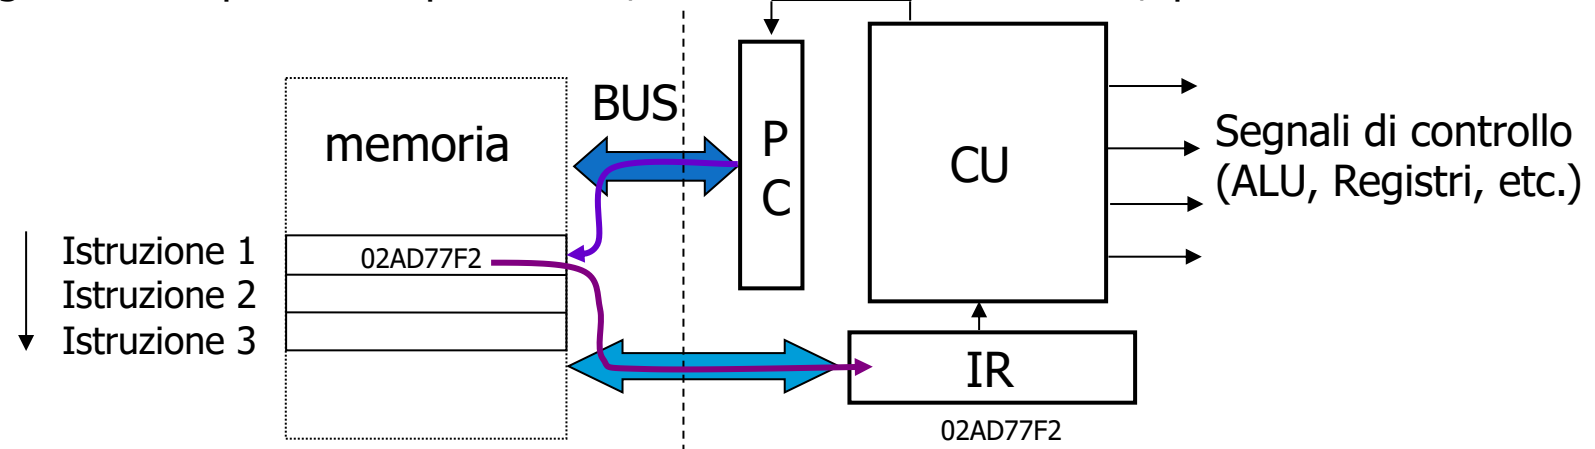 BUS
memoria
P
C
CU
Segnali di controllo
(ALU, Registri, etc.)
Istruzione 1
02AD77F2
Istruzione 2
Istruzione 3
IR
02AD77F2